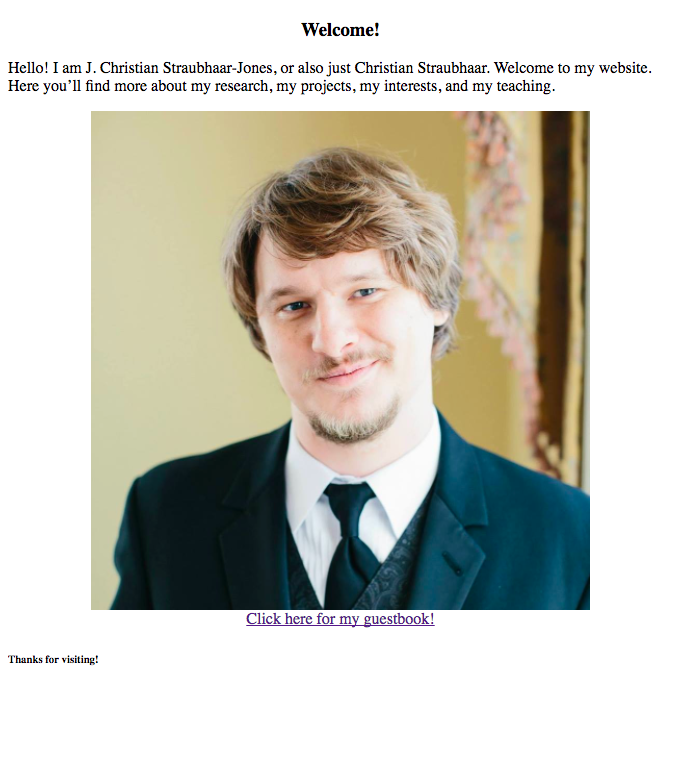 Welcome!
Hello! I am J. Christian Straubhaar-Jones, or also just Christian Straubhaar. Welcome to my website.
Here you’ll find more about my research, my projects, my interests, and my teaching.
Click here for my guestbook!
Thanks for visiting!